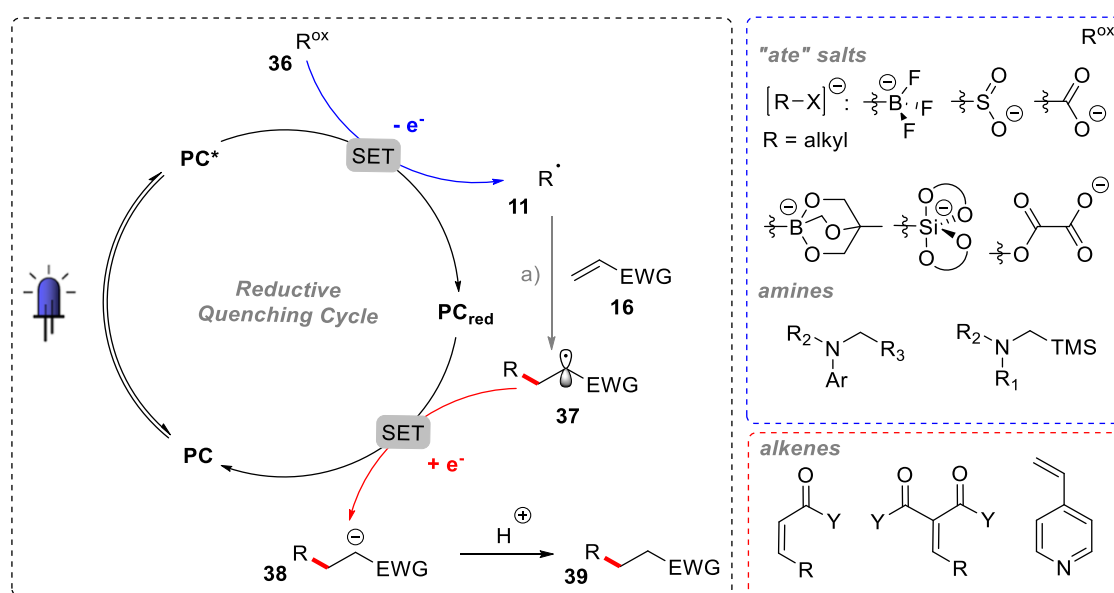 R^ox
36
- e-
SET
PC*
R·
11
a)
EWG
16
Reductive
Quenching Cycle
PC_red
R
EWG
37
SET
+ e-
PC
⊖
R
EWG
38
H⊕
R
EWG
39
R^ox
"ate" salts
[R–X]⊖:
⊖
B
F
F
F
O
S
O
⊖
O
O
⊖
R = alkyl
⊖
B
O
O
O
⊖
Si
O
O
O
O
O
O
O
O
⊖
amines
R2
N
R3
Ar
R2
N
TMS
R1
alkenes
O
Y
R
O
O
Y
Y
R
N